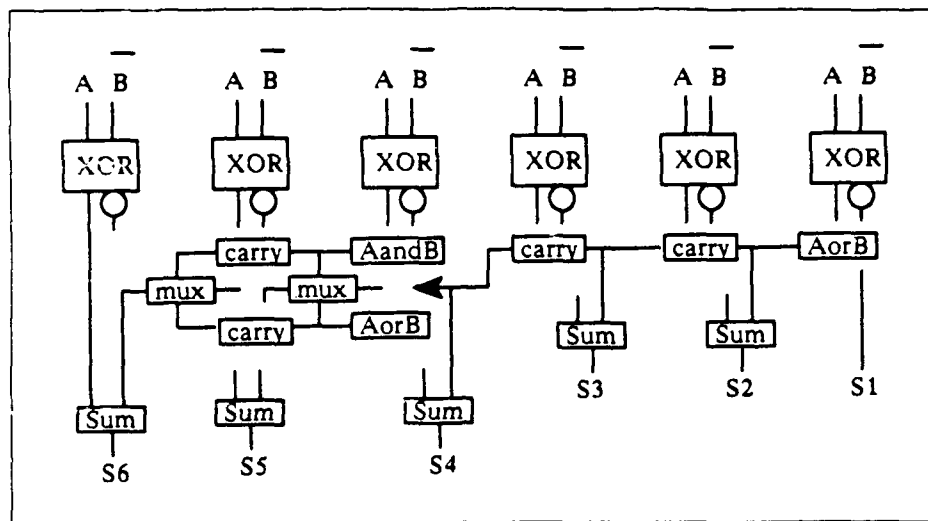 A B̅ A B̅ A B̅ A B̅ A B̅ A B̅
XOR XOR XOR XOR XOR XOR
carry AandB carry carry AorB
mux mux
carry AorB Sum Sum
S3 S2 S1
Sum Sum Sum
S6 S5 S4